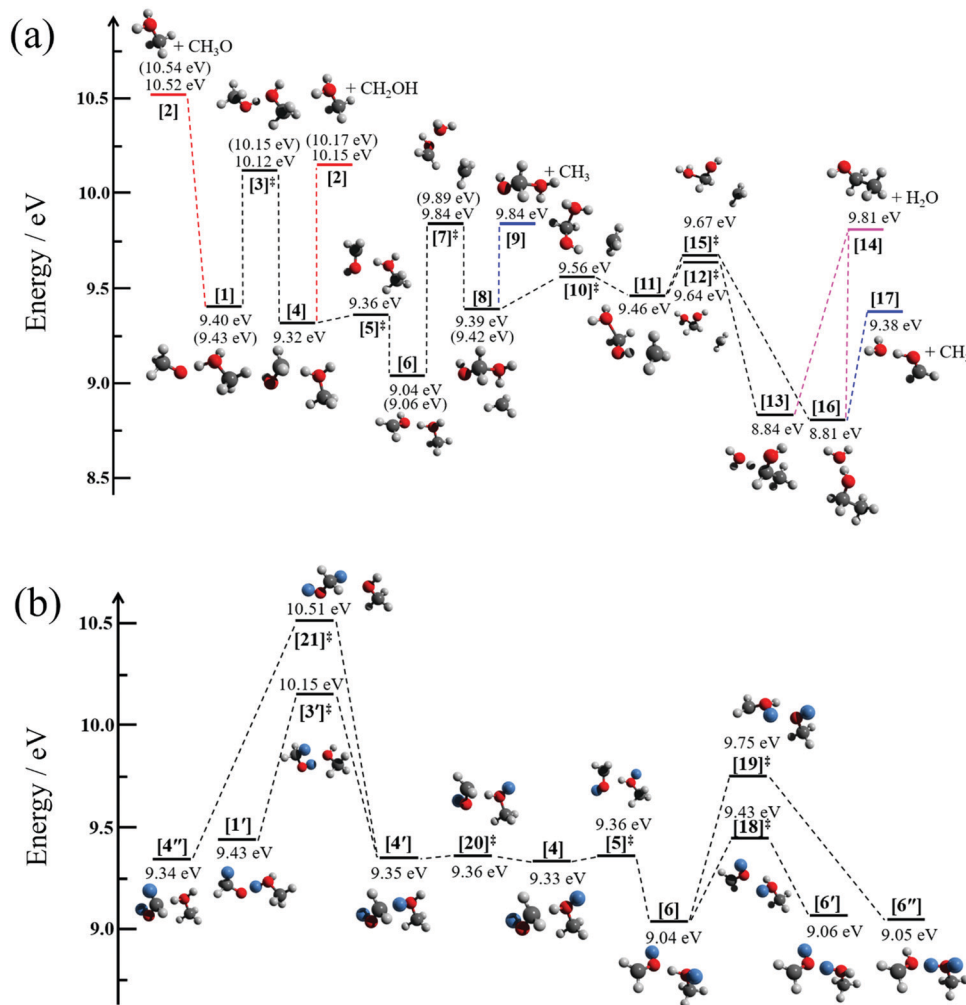 (a)
Energy / eV
10.5
10.0
9.5
9.0
8.5
+ CH₃O
(10.54 eV)
10.52 eV
[2]
(10.15 eV)
10.12 eV
[3]‡
+ CH₂OH
(10.17 eV)
10.15 eV
[2]
[1]
9.40 eV
(9.43 eV)
[4]
9.32 eV
9.36 eV
[5]‡
[6]
9.04 eV
(9.06 eV)
(9.89 eV)
9.84 eV
[7]‡
[8]
9.39 eV
(9.42 eV)
+ CH₃
9.84 eV
[9]
9.56 eV
[10]‡
[11]
9.46 eV
9.67 eV
[15]‡
[12]‡
9.64 eV
[13]
8.84 eV
[16]
8.81 eV
+ H₂O
9.81 eV
[14]
[17]
9.38 eV
(b)
Energy / eV
10.5
10.0
9.5
9.0
10.51 eV
[21]‡
10.15 eV
[3′]‡
[4″]
9.34 eV
[1′]
9.43 eV
[4′]
9.35 eV
[20]‡
9.36 eV
[4]
9.33 eV
9.36 eV
[5]‡
[6]
9.04 eV
9.75 eV
[19]‡
9.43 eV
[18]‡
[6′]
9.06 eV
[6″]
9.05 eV